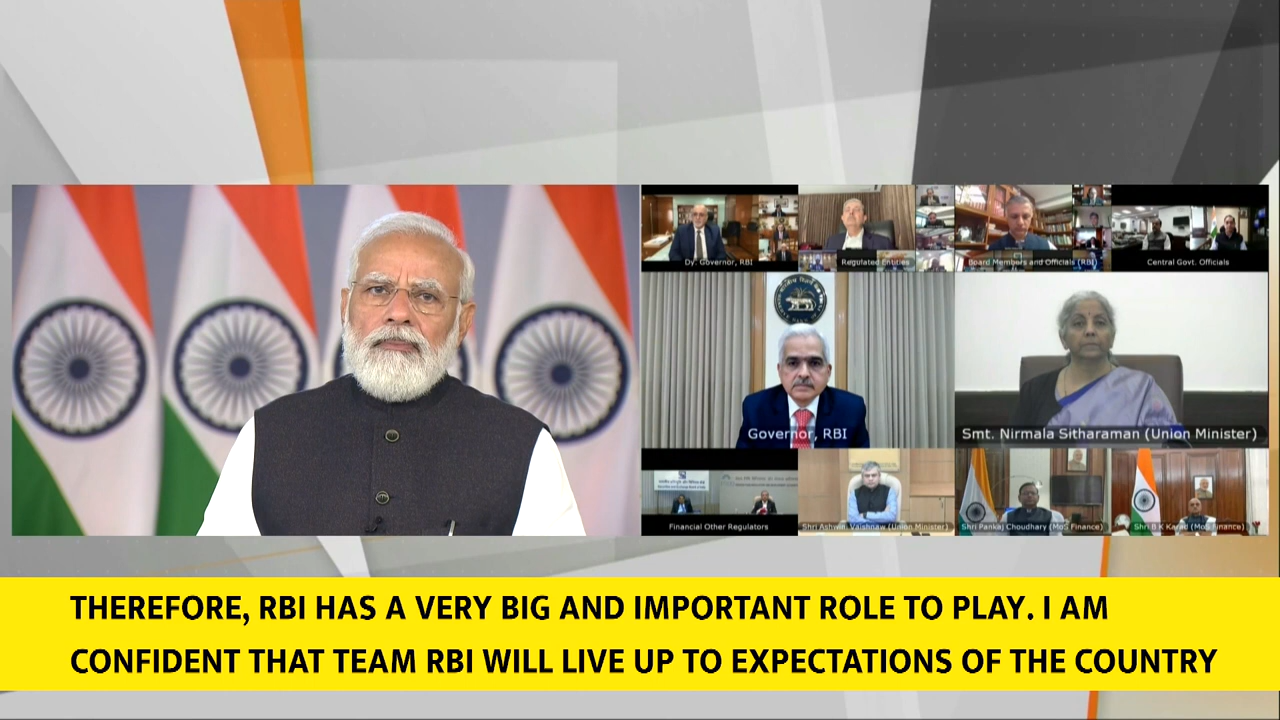 Dy. Governor, RBI
Regulated Entities
Board Members and Officials (RBI)
Central Govt. Officials
Governor, RBI
Smt. Nirmala Sitharaman (Union Minister)
Financial Other Regulators
Shri Ashwini Vaishnaw (Union Minister)
Shri Pankaj Choudhary (MoS Finance)
Shri B K Karad (MoS Finance)
THEREFORE, RBI HAS A VERY BIG AND IMPORTANT ROLE TO PLAY. I AM
CONFIDENT THAT TEAM RBI WILL LIVE UP TO EXPECTATIONS OF THE COUNTRY